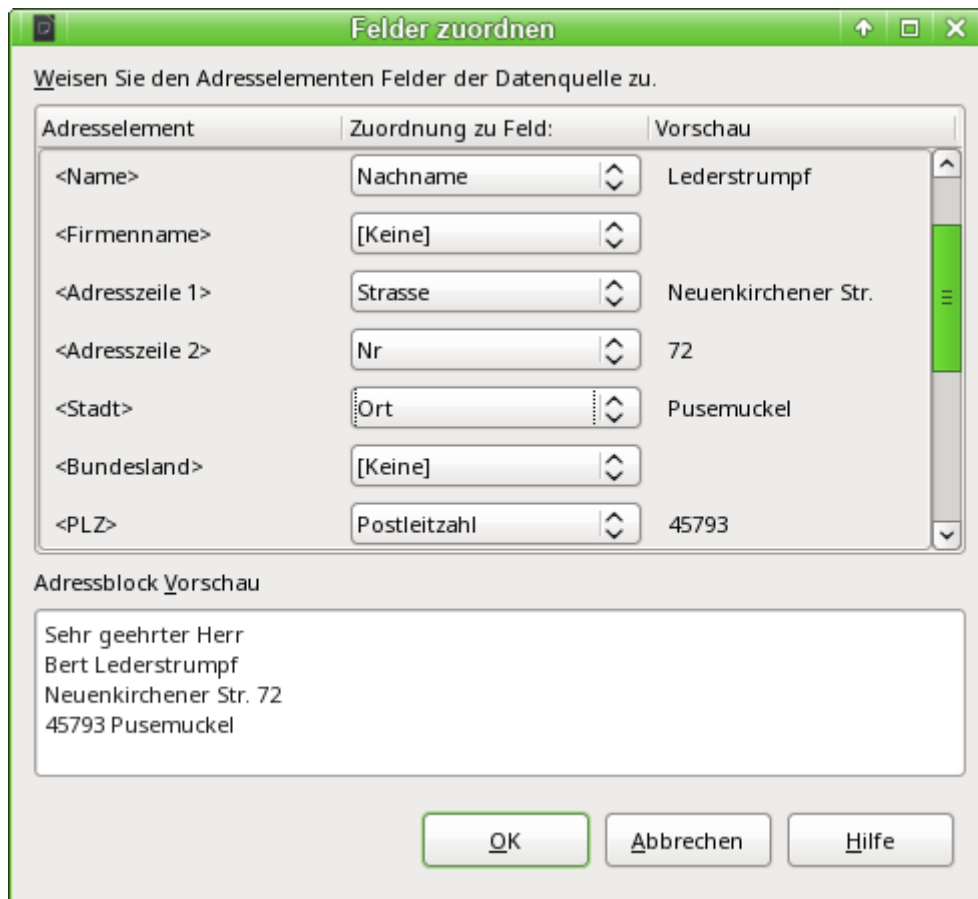 Felder zuordnen
Weisen Sie den Adresselementen Felder der Datenquelle zu.
Adresselement Zuordnung zu Feld: Vorschau
<Name> Nachname Lederstrumpf
<Firmenname> [Keine]
<Adresszeile 1> Strasse Neuenkirchener Str.
<Adresszeile 2> Nr 72
<Stadt> Ort Pusemuckel
<Bundesland> [Keine]
<PLZ> Postleitzahl 45793
Adressblock Vorschau
Sehr geehrter Herr
Bert Lederstrumpf
Neuenkirchener Str. 72
45793 Pusemuckel
OK Abbrechen Hilfe